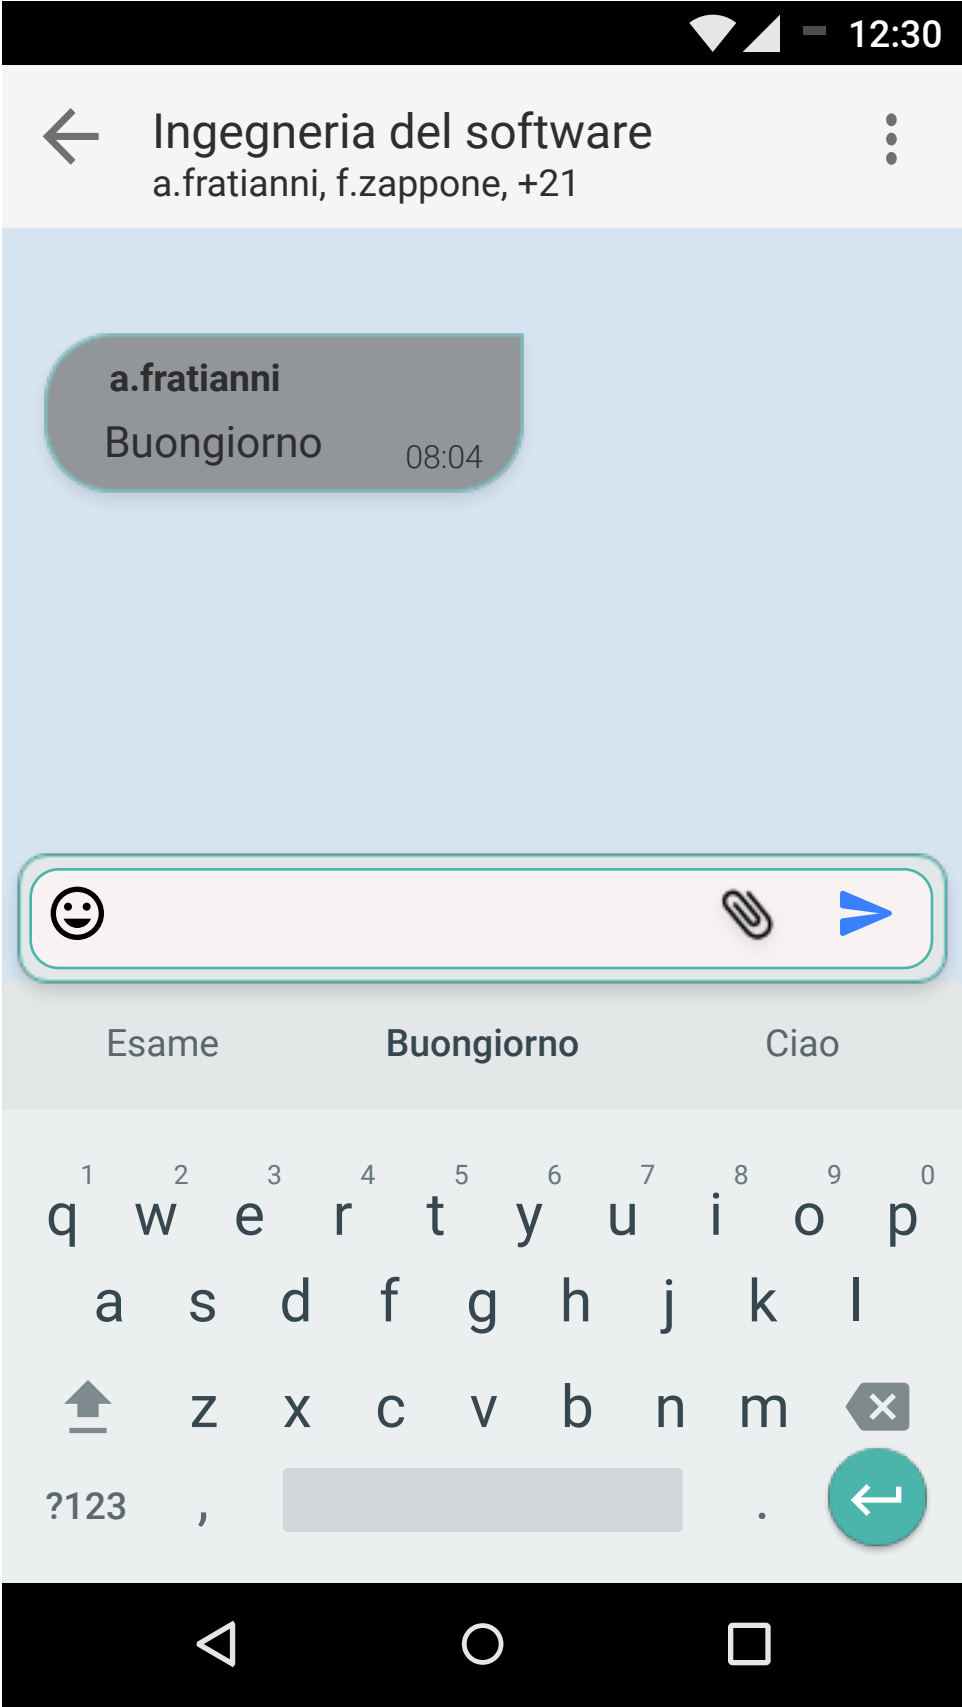 12:30
Ingegneria del software
a.fratianni, f.zappone, +21
a.fratianni
Buongiorno 08:04
Esame Buongiorno Ciao
1 2 3 4 5 6 7 8 9 0
q w e r t y u i o p
a s d f g h j k l
z x c v b n m
?123 , .